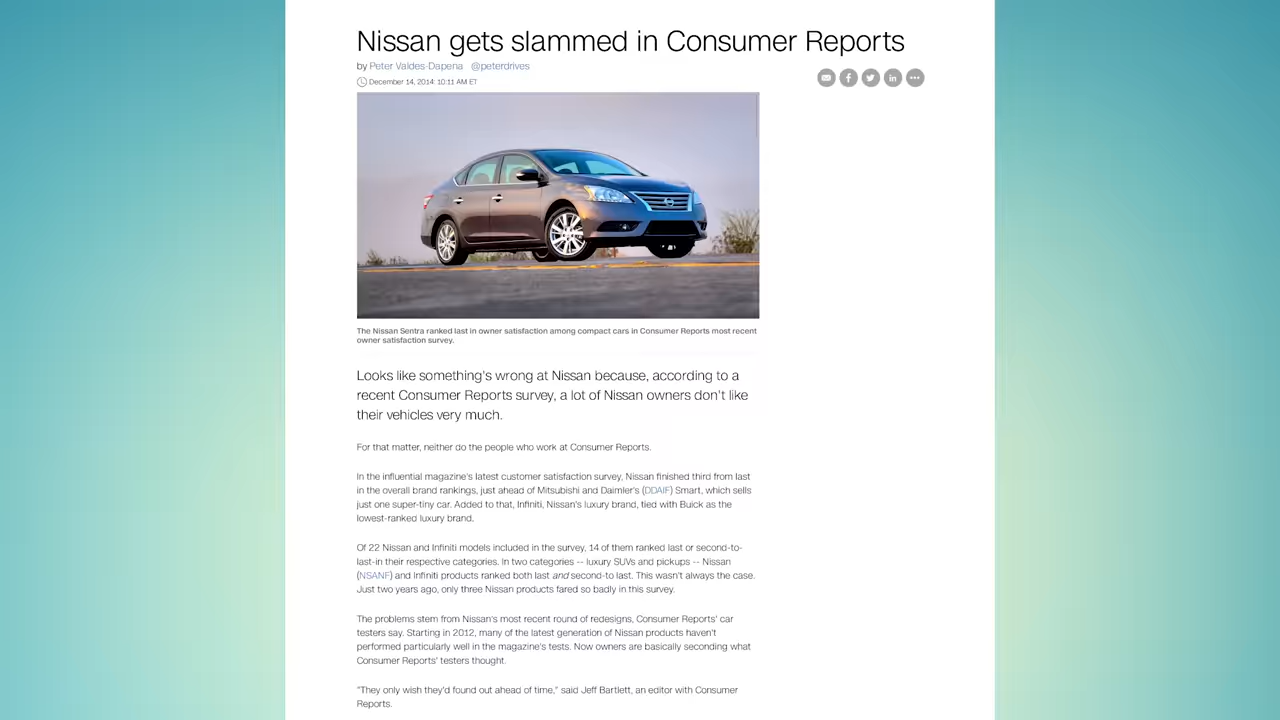 Nissan gets slammed in Consumer Reports
by Peter Valdes-Dapena @peterdrives
December 14, 2014: 10:11 AM ET
The Nissan Sentra ranked last in owner satisfaction among compact cars in Consumer Reports most recent
owner satisfaction survey.
Looks like something's wrong at Nissan because, according to a
recent Consumer Reports survey, a lot of Nissan owners don't like
their vehicles very much.
For that matter, neither do the people who work at Consumer Reports.
In the influential magazine's latest customer satisfaction survey, Nissan finished third from last
in the overall brand rankings, just ahead of Mitsubishi and Daimler's (DDAIF) Smart, which sells
just one super-tiny car. Added to that, Infiniti, Nissan's luxury brand, tied with Buick as the
lowest-ranked luxury brand.
Of 22 Nissan and Infiniti models included in the survey, 14 of them ranked last or second-to-
last-in their respective categories. In two categories -- luxury SUVs and pickups -- Nissan
(NSANF) and Infiniti products ranked both last and second-to last. This wasn't always the case.
Just two years ago, only three Nissan products fared so badly in this survey.
The problems stem from Nissan's most recent round of redesigns, Consumer Reports' car
testers say. Starting in 2012, many of the latest generation of Nissan products haven't
performed particularly well in the magazine's tests. Now owners are basically seconding what
Consumer Reports' testers thought.
"They only wish they'd found out ahead of time," said Jeff Bartlett, an editor with Consumer
Reports.